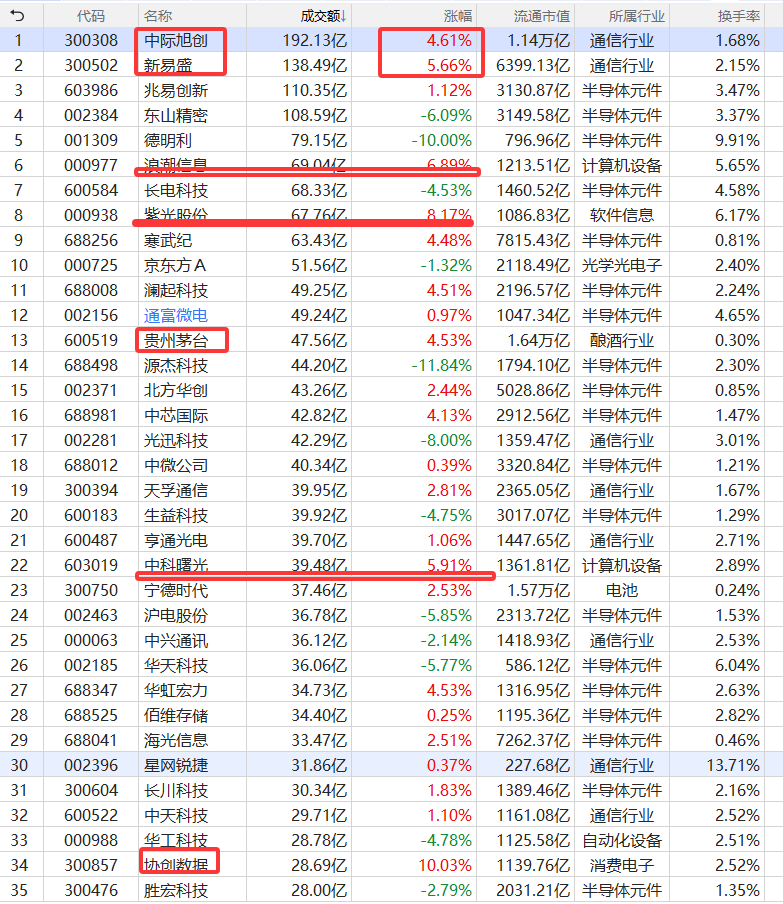 代码 名称 成交额↓ 涨幅 流通市值 所属行业 换手率
1 300308 中际旭创 192.13亿 4.61% 1.14万亿 通信行业 1.68%
2 300502 新易盛 138.49亿 5.66% 6399.13亿 通信行业 2.15%
3 603986 兆易创新 110.35亿 1.12% 3130.87亿 半导体元件 3.47%
4 002384 东山精密 108.59亿 -6.09% 3149.58亿 半导体元件 3.37%
5 001309 德明利 79.15亿 -10.00% 796.96亿 半导体元件 9.91%
6 000977 浪潮信息 69.04亿 6.89% 1213.51亿 计算机设备 5.65%
7 600584 长电科技 68.33亿 -4.53% 1460.52亿 半导体元件 4.58%
8 000938 紫光股份 67.76亿 8.17% 1086.83亿 软件信息 6.17%
9 688256 寒武纪 63.43亿 4.48% 7815.43亿 半导体元件 0.81%
10 000725 京东方A 51.56亿 -1.32% 2118.49亿 光学光电子 2.40%
11 688008 澜起科技 49.25亿 4.51% 2196.57亿 半导体元件 2.24%
12 002156 通富微电 49.24亿 0.97% 1047.34亿 半导体元件 4.65%
13 600519 贵州茅台 47.56亿 4.53% 1.64万亿 酿酒行业 0.30%
14 688498 源杰科技 44.20亿 -11.84% 1794.10亿 半导体元件 2.30%
15 002371 北方华创 43.26亿 2.44% 5028.86亿 半导体元件 0.85%
16 688981 中芯国际 42.82亿 4.13% 2912.56亿 半导体元件 1.47%
17 002281 光迅科技 42.29亿 -8.00% 1359.47亿 通信行业 3.01%
18 688012 中微公司 40.34亿 0.39% 3320.84亿 半导体元件 1.21%
19 300394 天孚通信 39.95亿 2.81% 2365.05亿 通信行业 1.67%
20 600183 生益科技 39.92亿 -4.75% 3017.07亿 半导体元件 1.29%
21 600487 亨通光电 39.70亿 1.06% 1447.65亿 通信行业 2.71%
22 603019 中科曙光 39.48亿 5.91% 1361.81亿 计算机设备 2.89%
23 300750 宁德时代 37.46亿 2.53% 1.57万亿 电池 0.24%
24 002463 沪电股份 36.78亿 -5.85% 2313.72亿 半导体元件 1.53%
25 000063 中兴通讯 36.12亿 -2.14% 1418.93亿 通信行业 2.53%
26 002185 华天科技 36.06亿 -5.77% 586.12亿 半导体元件 6.04%
27 688347 华虹宏力 34.73亿 4.53% 1316.95亿 半导体元件 2.63%
28 688525 佰维存储 34.40亿 0.25% 1195.36亿 半导体元件 2.82%
29 688041 海光信息 33.47亿 2.51% 7262.37亿 半导体元件 0.46%
30 002396 星网锐捷 31.86亿 0.37% 227.68亿 通信行业 13.71%
31 300604 长川科技 30.34亿 1.83% 1389.46亿 半导体元件 2.16%
32 600522 中天科技 29.71亿 1.10% 1161.08亿 通信行业 2.52%
33 000988 华工科技 28.78亿 -4.78% 1125.58亿 自动化设备 2.51%
34 300857 协创数据 28.69亿 10.03% 1139.76亿 消费电子 2.52%
35 300476 胜宏科技 28.00亿 -2.79% 2031.21亿 半导体元件 1.35%